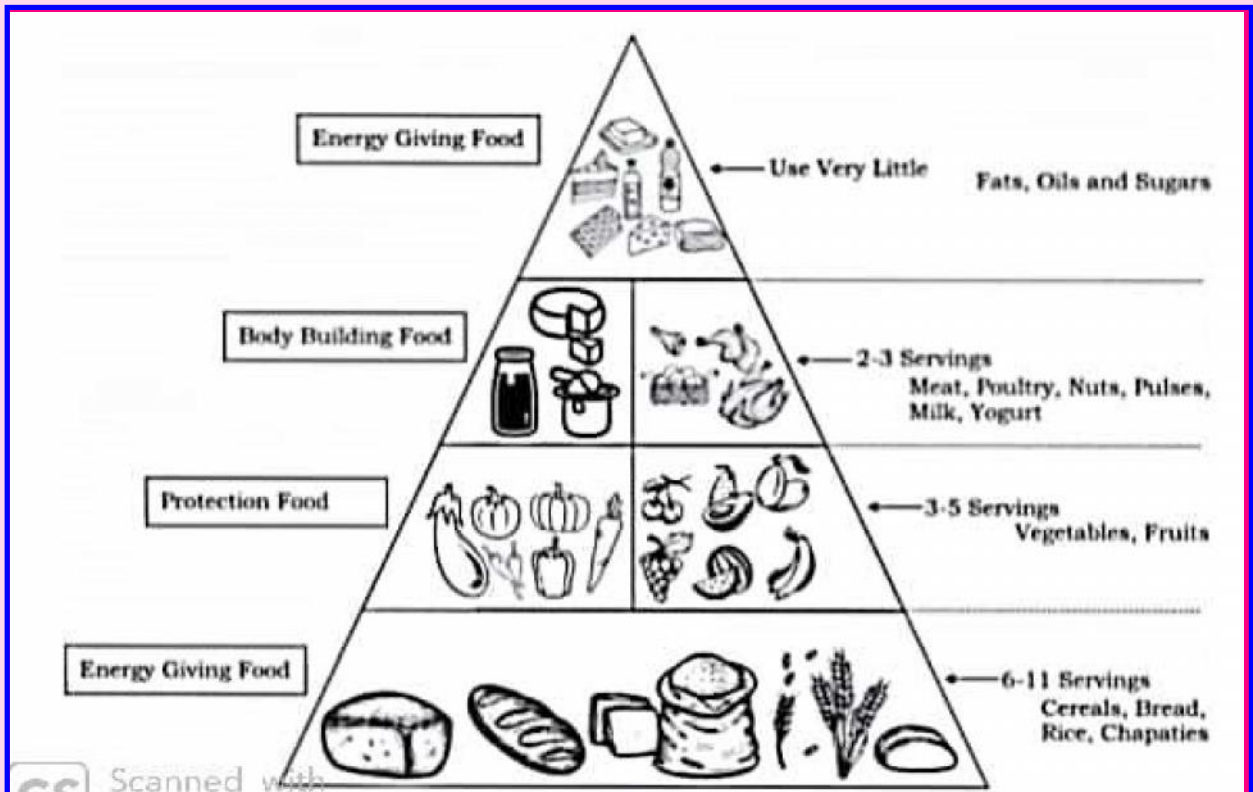 Energy Giving Food
Use Very Little
Fats, Oils and Sugars
Body Building Food
2-3 Servings
Meat, Poultry, Nuts, Pulses,
Milk, Yogurt
Protection Food
3-5 Servings
Vegetables, Fruits
Energy Giving Food
6-11 Servings
Cereals, Bread,
Rice, Chapaties
Scanned with